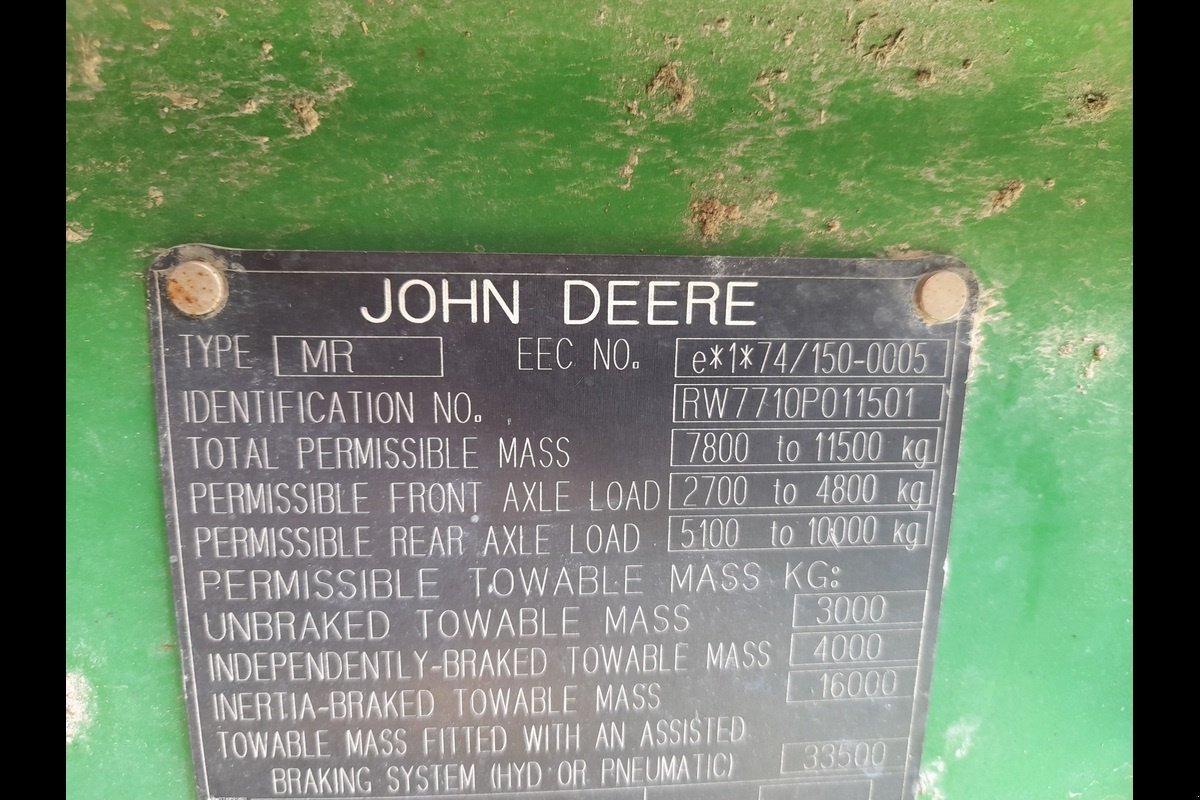 JOHN DEERE
TYPE MR EEC NO. e*1*74/150-0005
IDENTIFICATION NO. RW7710P011501
TOTAL PERMISSIBLE MASS 7800 to 11500 kg
PERMISSIBLE FRONT AXLE LOAD 2700 to 4800 kg
PERMISSIBLE REAR AXLE LOAD 5100 to 10000 kg
PERMISSIBLE TOWABLE MASS KG:
UNBRAKED TOWABLE MASS 3000
INDEPENDENTLY-BRAKED TOWABLE MASS 4000
INERTIA-BRAKED TOWABLE MASS 16000
TOWABLE MASS FITTED WITH AN ASSISTED
BRAKING SYSTEM (HYD OR PNEUMATIC) 33500